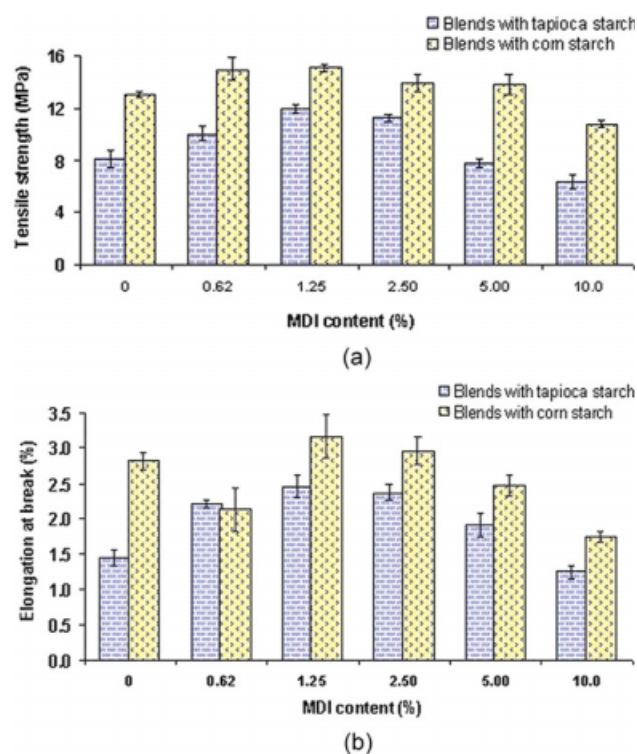 Blends with tapioca starch
Blends with corn starch
Tensile strength (MPa)
16
12
8
4
0
0 0.62 1.25 2.50 5.00 10.0
MDI content (%)
(a)
Blends with tapioca starch
Blends with corn starch
Elongation at break (%)
3.5
3.0
2.5
2.0
1.5
1.0
0.5
0.0
0 0.62 1.25 2.50 5.00 10.0
MDI content (%)
(b)